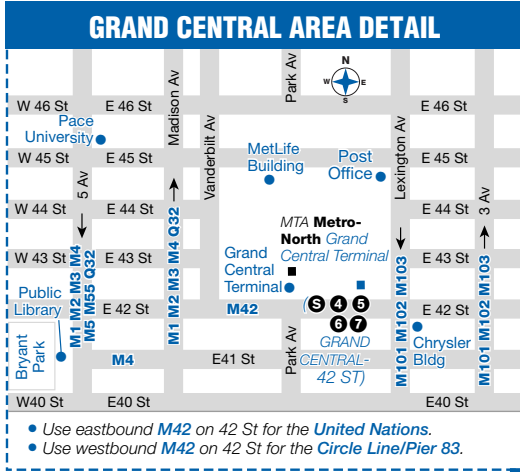 GRAND CENTRAL AREA DETAIL
N
W E
S
Park Av
Madison Av
W 46 St E 46 St E 46 St
Pace
University
Vanderbilt Av
Lexington Av
MetLife
Building
Post
Office
W 45 St E 45 St E 45 St
5 Av
3 Av
W 44 St E 44 St E 44 St
MTA Metro-
North Grand
Central Terminal
M1 M2 M3 M4
M5 M55 Q32
M1 M2 M3 M4 Q32
W 43 St E 43 St E 43 St
Grand
Central
Terminal
M101 M102 M103
M101 M102 M103
Public
Library
E 42 St M42 E 42 St
(S 4 5
6 7
GRAND
CENTRAL-
42 ST)
Chrysler
Bldg
Bryant
Park
M4 E41 St
Park Av
W40 St E40 St E40 St
• Use eastbound M42 on 42 St for the United Nations.
• Use westbound M42 on 42 St for the Circle Line/Pier 83.